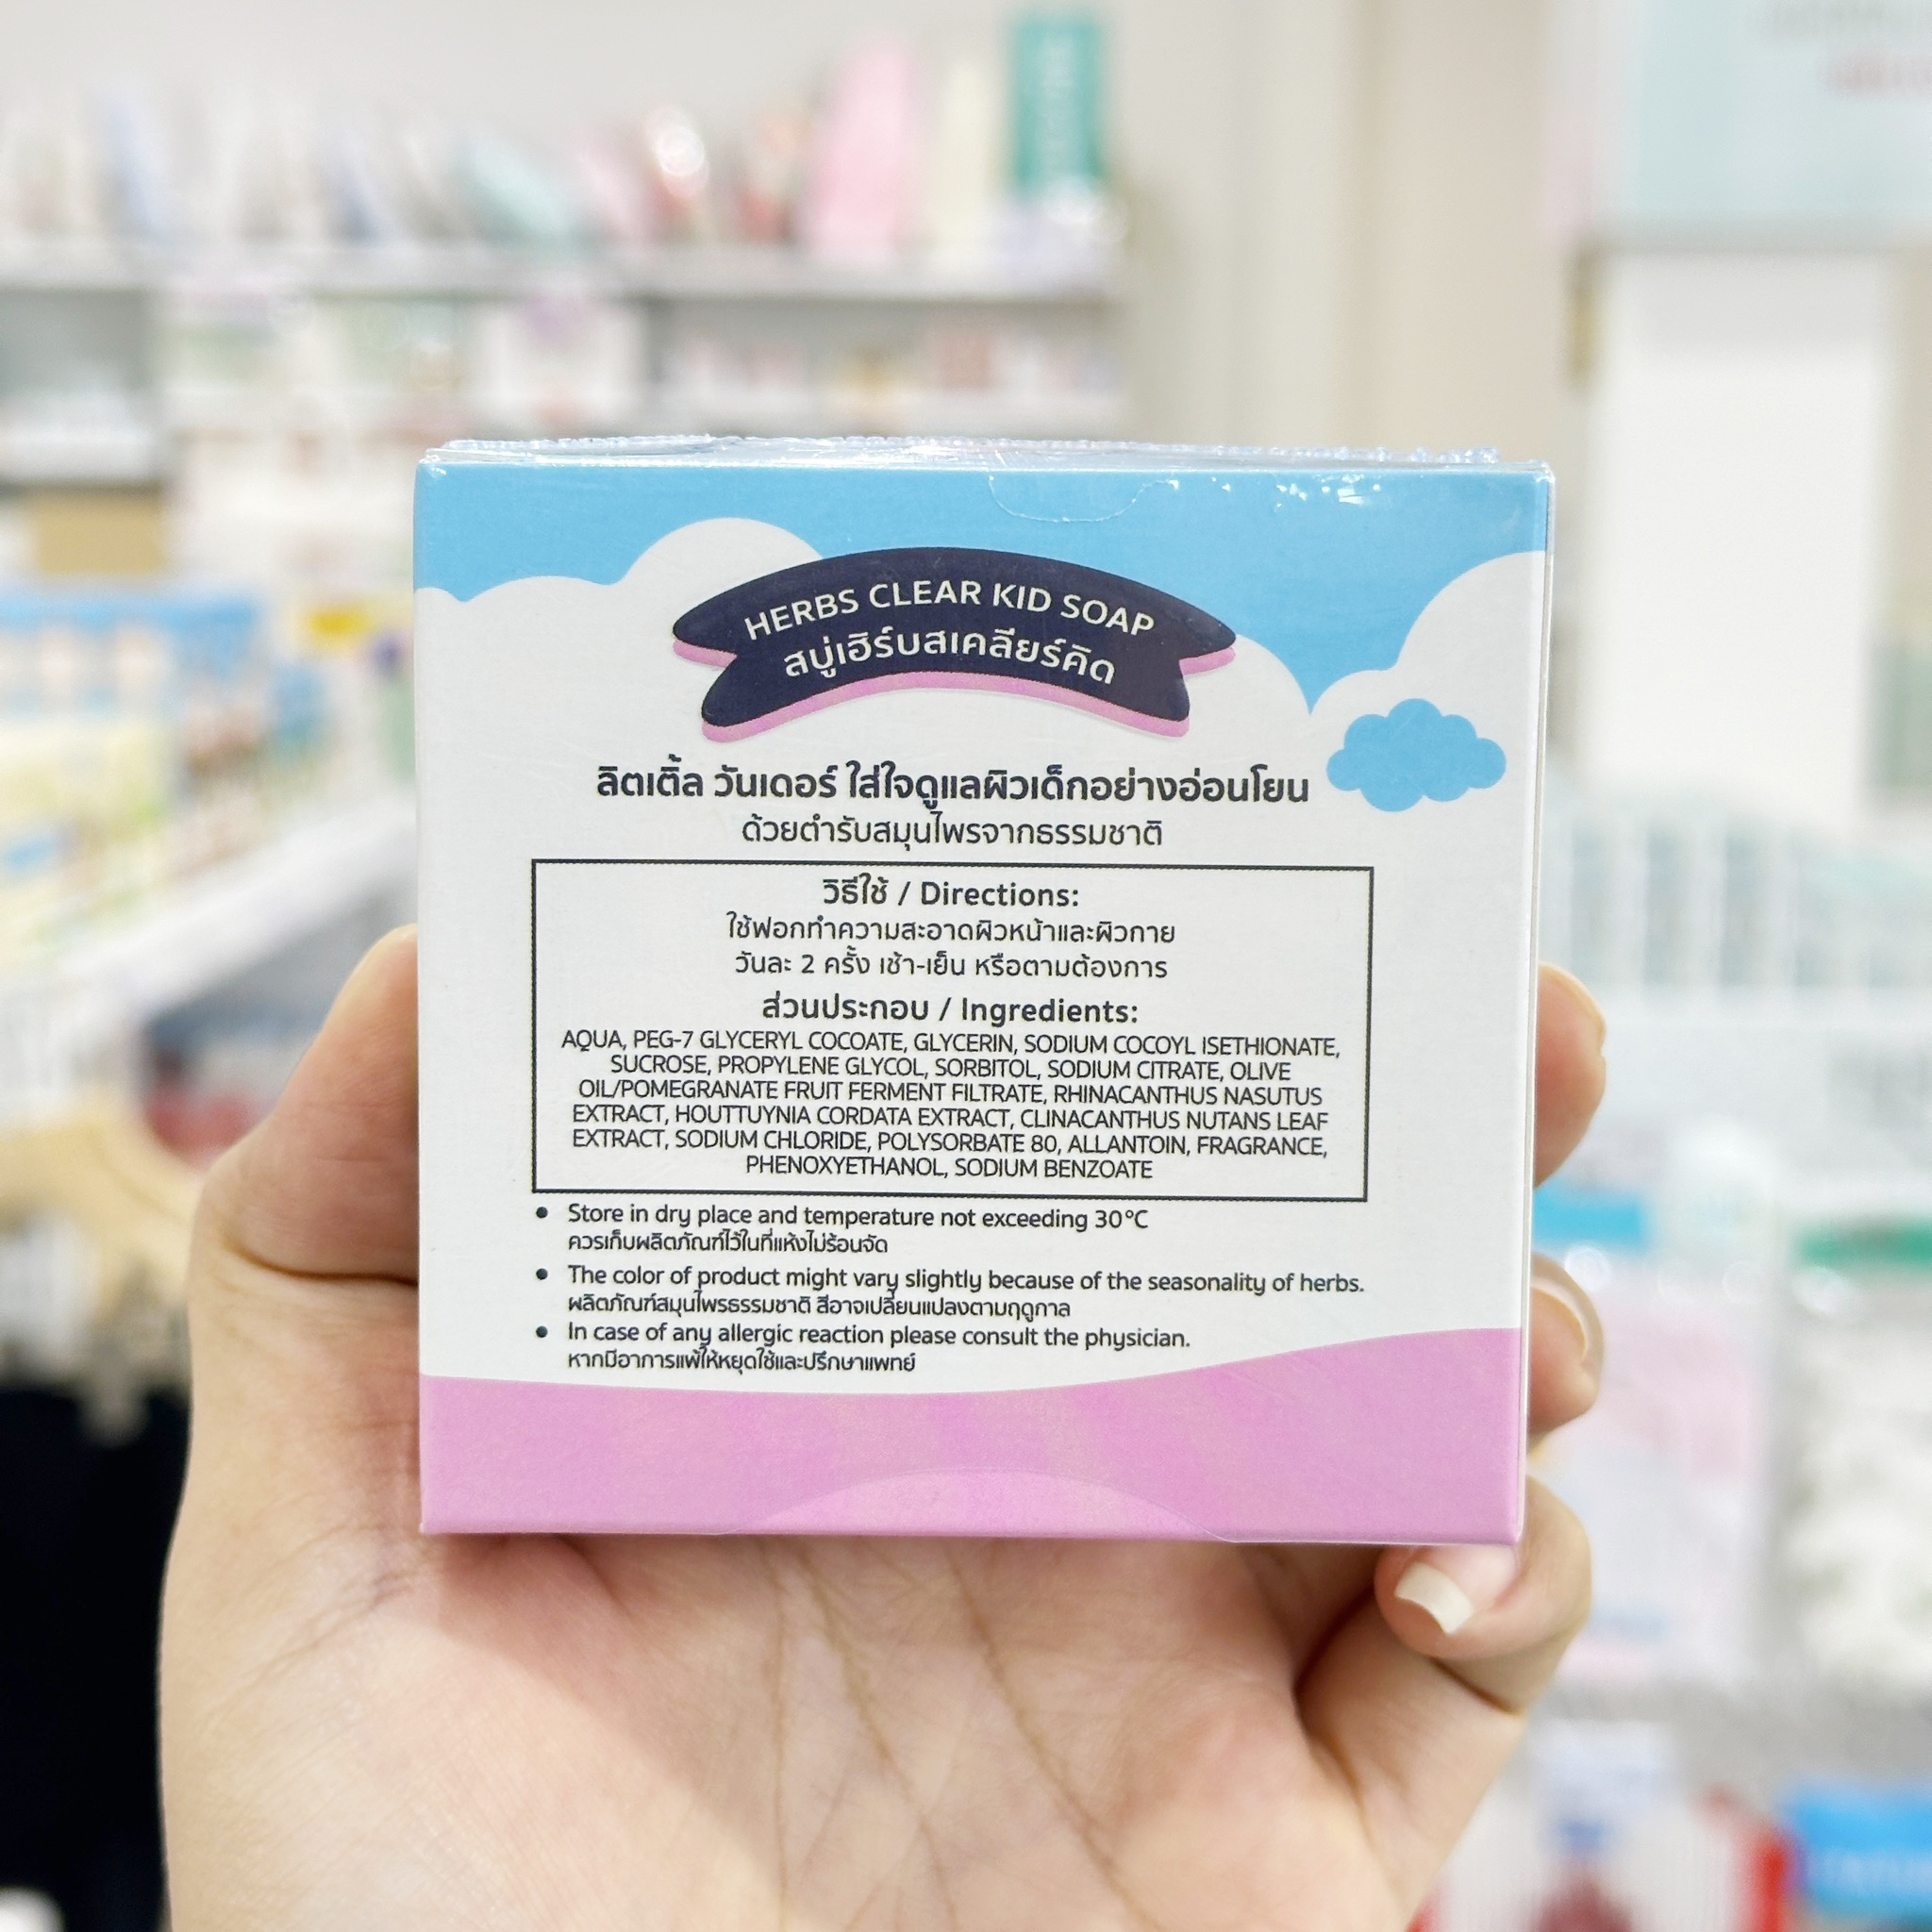 HERBS CLEAR KID SOAP
สบู่เฮิร์บสเคลียร์คิด
ลิตเติ้ล วันเดอร์ ใส่ใจดูแลผิวเด็กอย่างอ่อนโยน
ด้วยตำรับสมุนไพรจากธรรมชาติ
วิธีใช้ / Directions:
ใช้ฟอกทำความสะอาดผิวหน้าและผิวกาย
วันละ 2 ครั้ง เช้า-เย็น หรือตามต้องการ
ส่วนประกอบ / Ingredients:
AQUA, PEG-7 GLYCERYL COCOATE, GLYCERIN, SODIUM COCOYL ISETHIONATE,
SUCROSE, PROPYLENE GLYCOL, SORBITOL, SODIUM CITRATE, OLIVE
OIL/POMEGRANATE FRUIT FERMENT FILTRATE, RHINACANTHUS NASUTUS
EXTRACT, HOUTTUYNIA CORDATA EXTRACT, CLINACANTHUS NUTANS LEAF
EXTRACT, SODIUM CHLORIDE, POLYSORBATE 80, ALLANTOIN, FRAGRANCE,
PHENOXYETHANOL, SODIUM BENZOATE
• Store in dry place and temperature not exceeding 30°C
ควรเก็บผลิตภัณฑ์ไว้ในที่แห้งไม่ร้อนจัด
• The color of product might vary slightly because of the seasonality of herbs.
ผลิตภัณฑ์สมุนไพรธรรมชาติ สีอาจเปลี่ยนแปลงตามฤดูกาล
• In case of any allergic reaction please consult the physician.
หากมีอาการแพ้ให้หยุดใช้และปรึกษาแพทย์